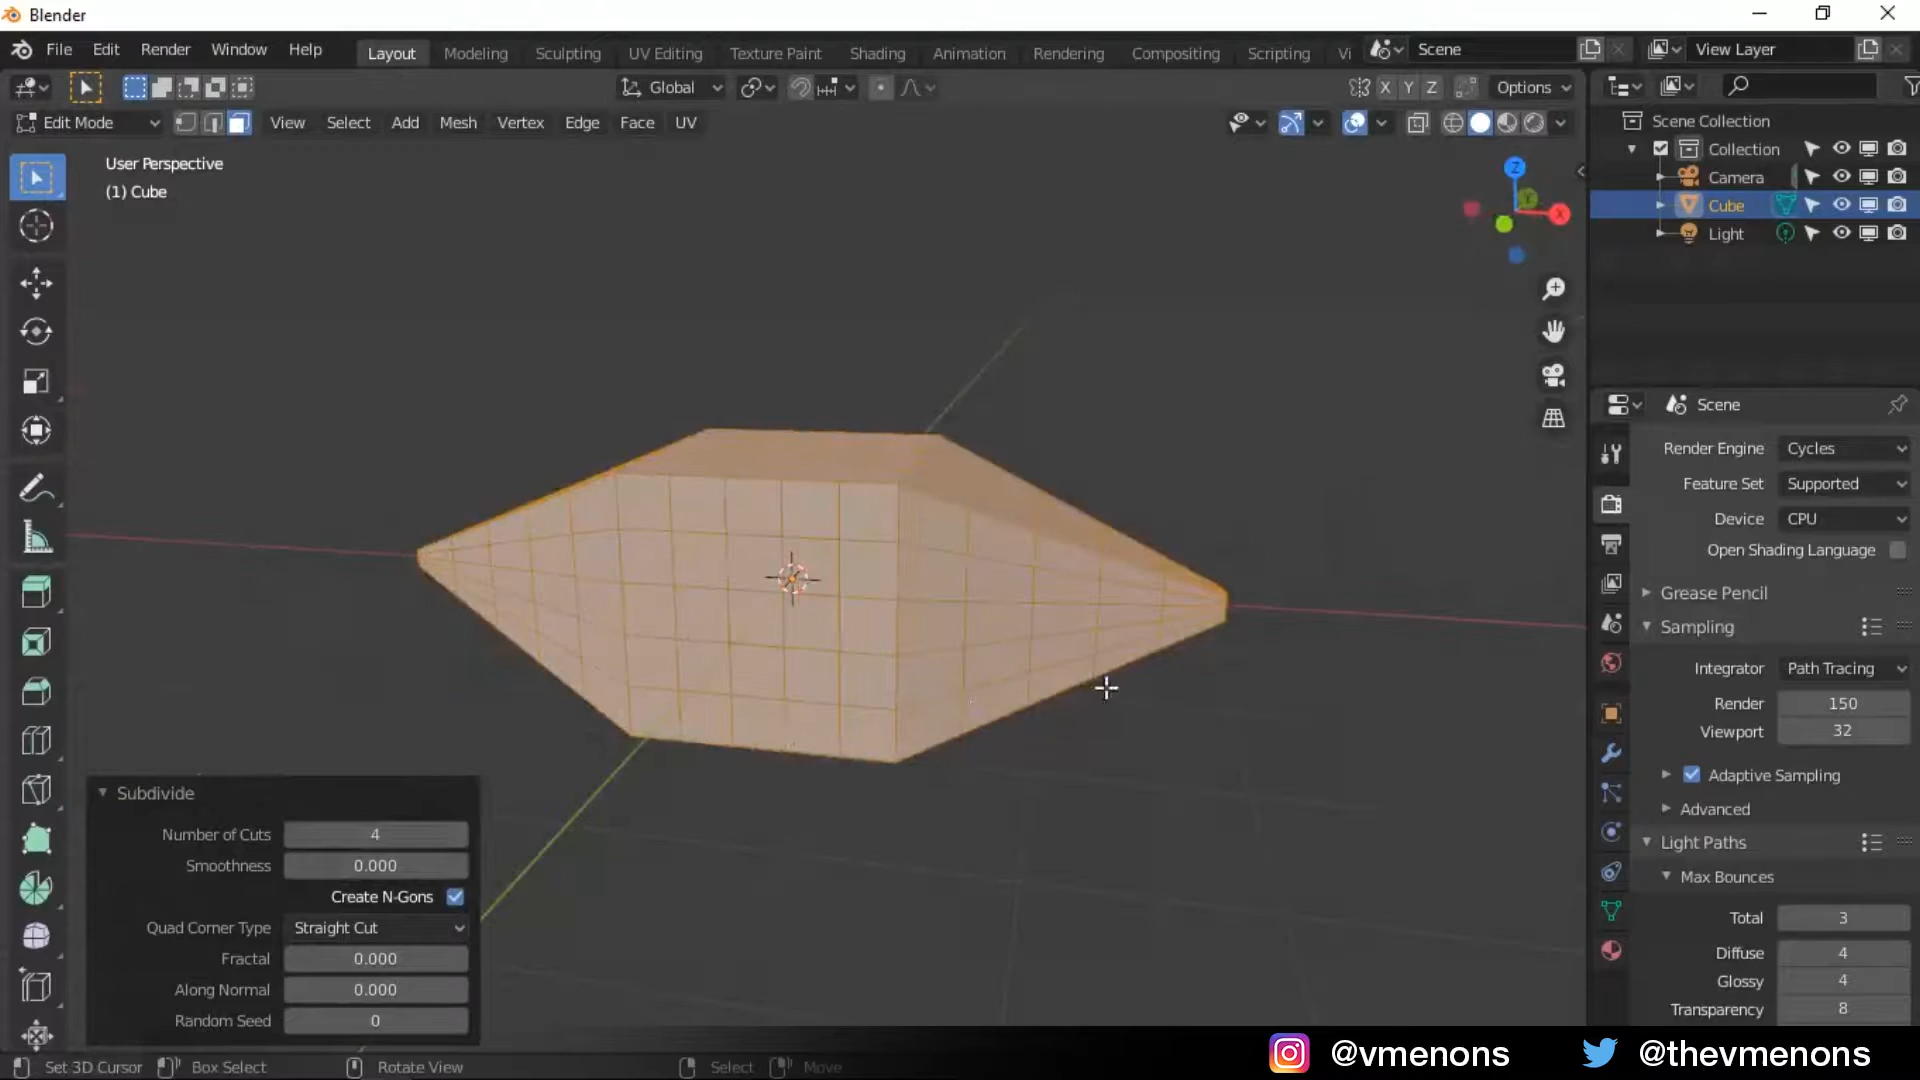 Blender
File Edit Render Window Help Layout Modeling Sculpting UV Editing Texture Paint Shading Animation Rendering Compositing Scripting Vi Scene View Layer
Global X Y Z Options
Edit Mode View Select Add Mesh Vertex Edge Face UV
User Perspective
(1) Cube
Z
X
Scene Collection
Collection
Camera
Cube
Light
Scene
Render Engine Cycles
Feature Set Supported
Device CPU
Open Shading Language
Grease Pencil
Sampling
Integrator Path Tracing
Render 150
Viewport 32
Adaptive Sampling
Advanced
Light Paths
Max Bounces
Total 3
Diffuse 4
Glossy 4
Transparency 8
Subdivide
Number of Cuts 4
Smoothness 0.000
Create N-Gons
Quad Corner Type Straight Cut
Fractal 0.000
Along Normal 0.000
Random Seed 0
Set 3D Cursor Box Select Rotate View Select Move
@vmenons @thevmenons